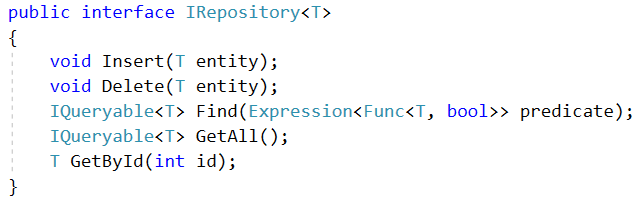 public interface IRepository<T>
{
    void Insert(T entity);
    void Delete(T entity);
    IQueryable<T> Find(Expression<Func<T, bool>> predicate);
    IQueryable<T> GetAll();
    T GetById(int id);
}